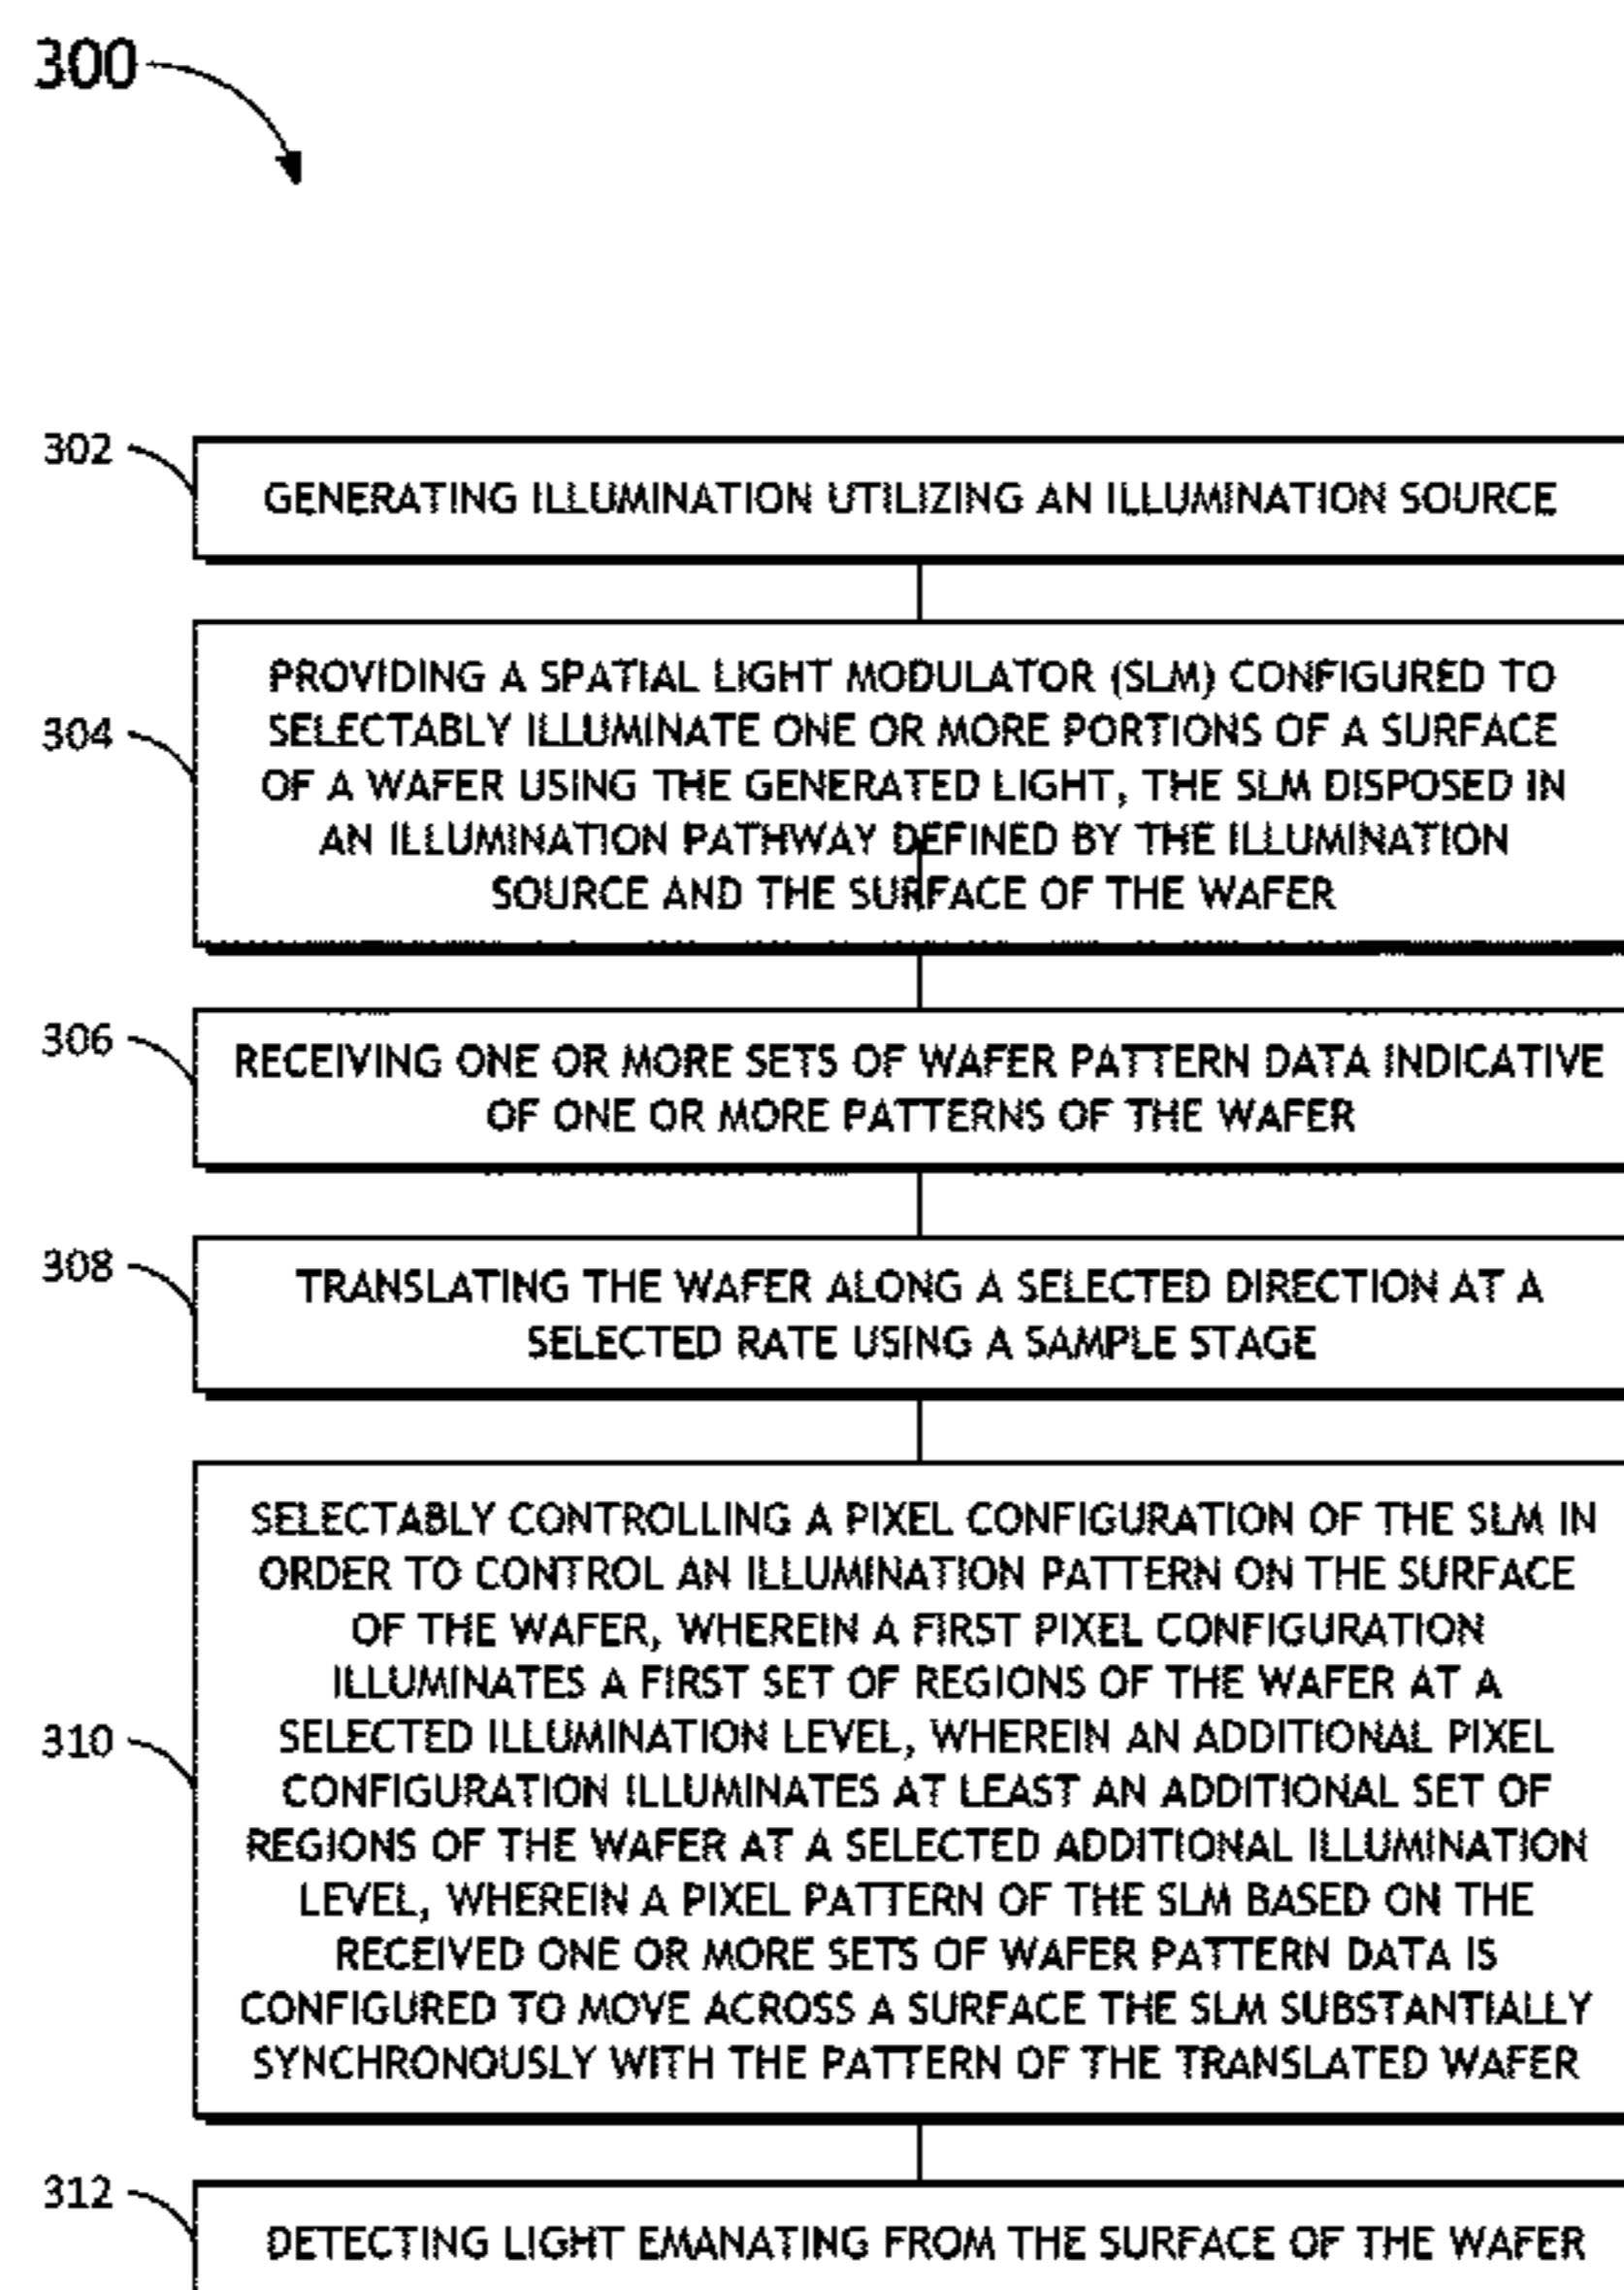 300
302
GENERATING ILLUMINATION UTILIZING AN ILLUMINATION SOURCE
304
PROVIDING A SPATIAL LIGHT MODULATOR (SLM) CONFIGURED TO
SELECTABLY ILLUMINATE ONE OR MORE PORTIONS OF A SURFACE
OF A WAFER USING THE GENERATED LIGHT, THE SLM DISPOSED IN
AN ILLUMINATION PATHWAY DEFINED BY THE ILLUMINATION
SOURCE AND THE SURFACE OF THE WAFER
306
RECEIVING ONE OR MORE SETS OF WAFER PATTERN DATA INDICATIVE
OF ONE OR MORE PATTERNS OF THE WAFER
308
TRANSLATING THE WAFER ALONG A SELECTED DIRECTION AT A
SELECTED RATE USING A SAMPLE STAGE
310
SELECTABLY CONTROLLING A PIXEL CONFIGURATION OF THE SLM IN
ORDER TO CONTROL AN ILLUMINATION PATTERN ON THE SURFACE
OF THE WAFER, WHEREIN A FIRST PIXEL CONFIGURATION
ILLUMINATES A FIRST SET OF REGIONS OF THE WAFER AT A
SELECTED ILLUMINATION LEVEL, WHEREIN AN ADDITIONAL PIXEL
CONFIGURATION ILLUMINATES AT LEAST AN ADDITIONAL SET OF
REGIONS OF THE WAFER AT A SELECTED ADDITIONAL ILLUMINATION
LEVEL, WHEREIN A PIXEL PATTERN OF THE SLM BASED ON THE
RECEIVED ONE OR MORE SETS OF WAFER PATTERN DATA IS
CONFIGURED TO MOVE ACROSS A SURFACE THE SLM SUBSTANTIALLY
SYNCHRONOUSLY WITH THE PATTERN OF THE TRANSLATED WAFER
312
DETECTING LIGHT EMANATING FROM THE SURFACE OF THE WAFER